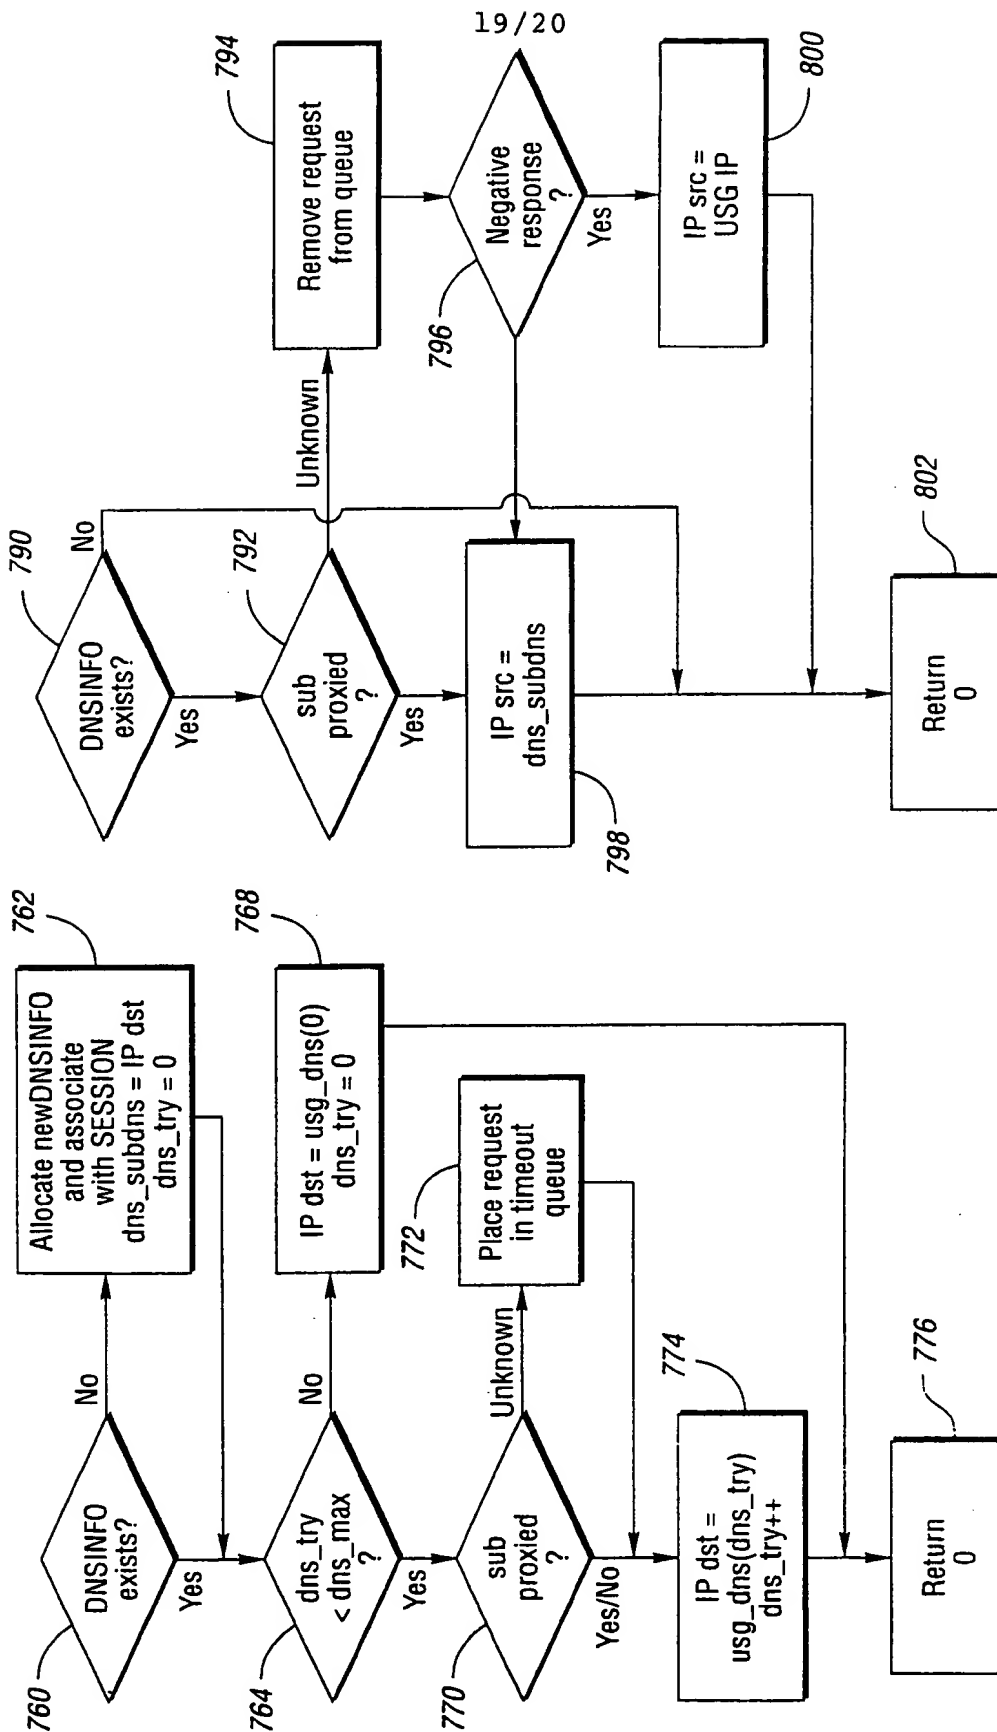 19/20
760
DNSINFO
exists?
No
Yes
762
Allocate newDNSINFO
and associate
with SESSION
dns_subdns = IP dst
dns_try = 0
764
dns_try
< dns_max
?
No
Yes
768
IP dst = usg_dns(0)
dns_try = 0
770
sub
proxied
?
Unknown
Yes/No
772
Place request
in timeout
queue
774
IP dst =
usg_dns(dns_try)
dns_try++
776
Return
0
790
DNSINFO
exists?
No
Yes
792
sub
proxied
?
Unknown
Yes
794
Remove request
from queue
796
Negative
response
?
Yes
798
IP src =
dns_subdns
800
IP src =
USG IP
802
Return
0